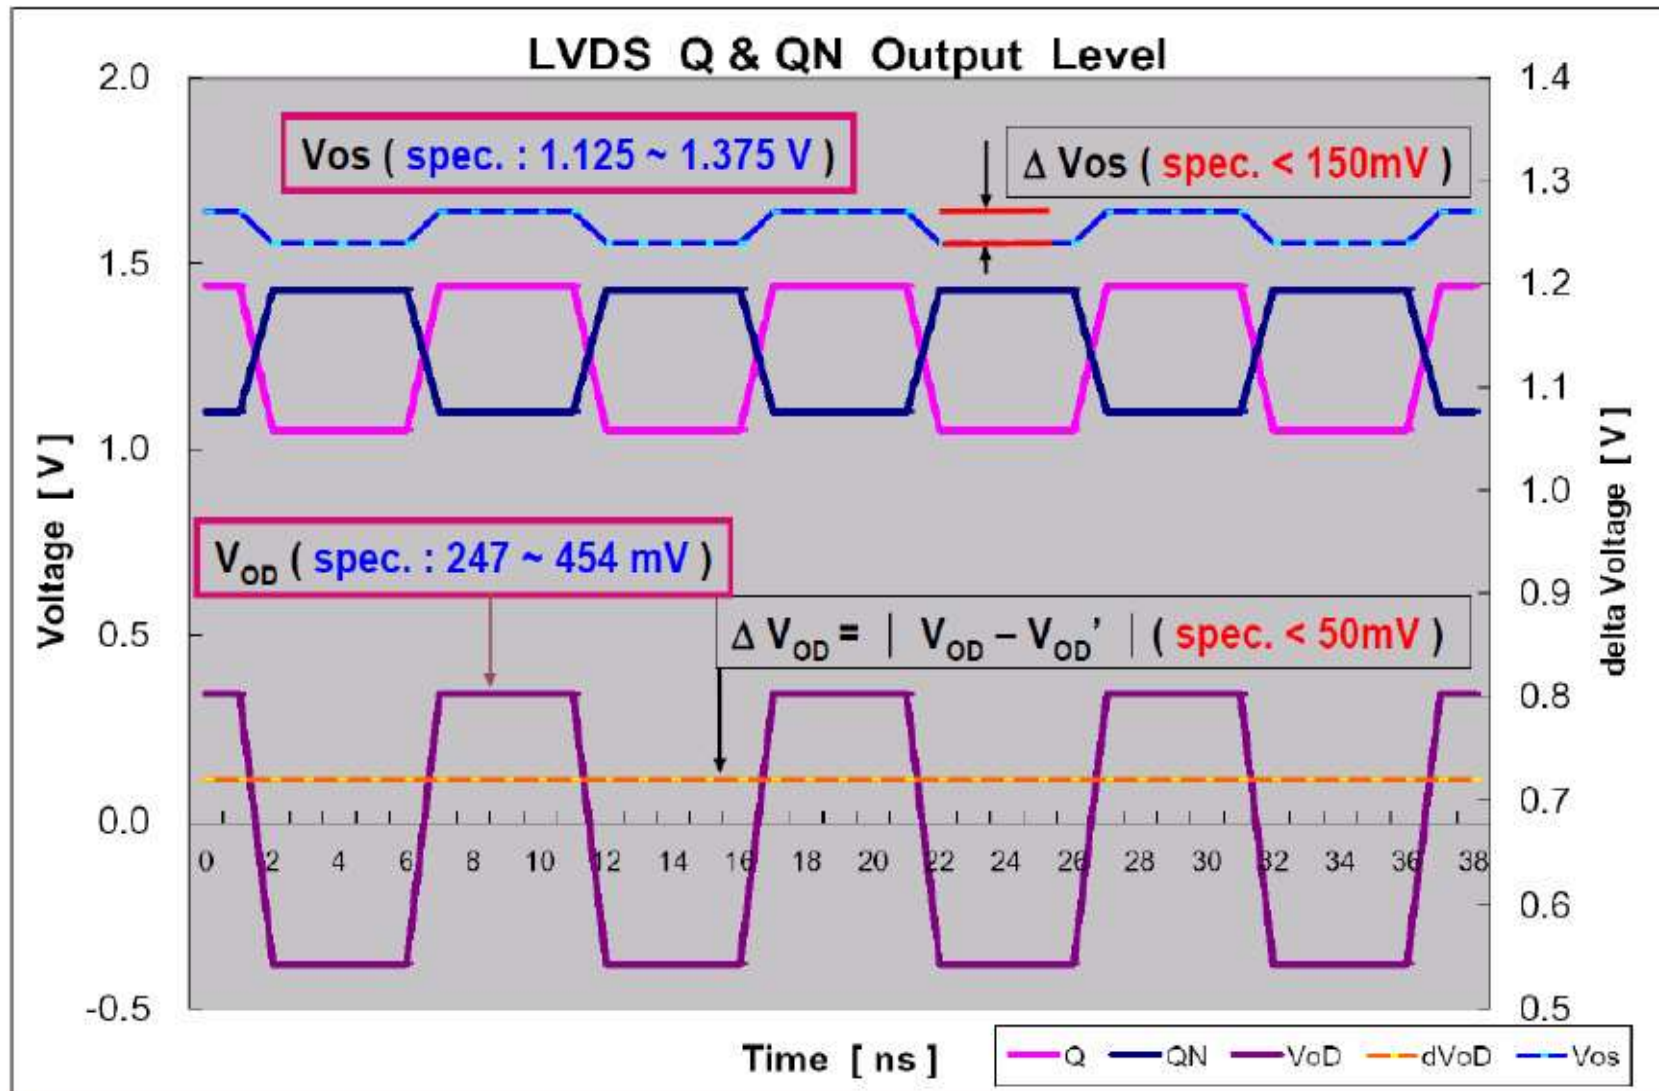 LVDS Q & QN Output Level
2.0
1.5
1.0
0.5
0.0
-0.5
Voltage [ V ]
Vos ( spec. : 1.125 ~ 1.375 V )
Δ Vos ( spec. < 150mV )
V_OD ( spec. : 247 ~ 454 mV )
Δ V_OD = | V_OD – V_OD’ | ( spec. < 50mV )
0 2 4 6 8 10 12 14 16 18 20 22 24 26 28 30 32 34 36 38
1.4
1.3
1.2
1.1
1.0
0.9
0.8
0.7
0.6
0.5
delta Voltage [ V ]
Time [ ns ]
Q QN VoD dVoD Vos